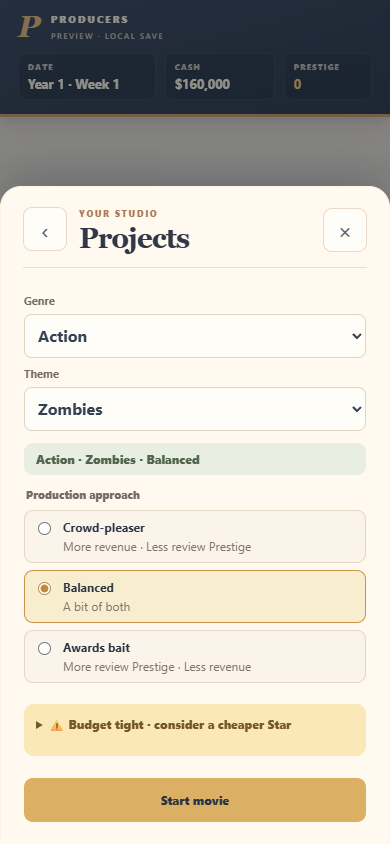 P PRODUCERS
PREVIEW · LOCAL SAVE
DATE
Year 1 · Week 1
CASH
$160,000
PRESTIGE
0
YOUR STUDIO
Projects
Genre
Action
Theme
Zombies
Action · Zombies · Balanced
Production approach
Crowd-pleaser
More revenue · Less review Prestige
Balanced
A bit of both
Awards bait
More review Prestige · Less revenue
⚠️ Budget tight · consider a cheaper Star
Start movie